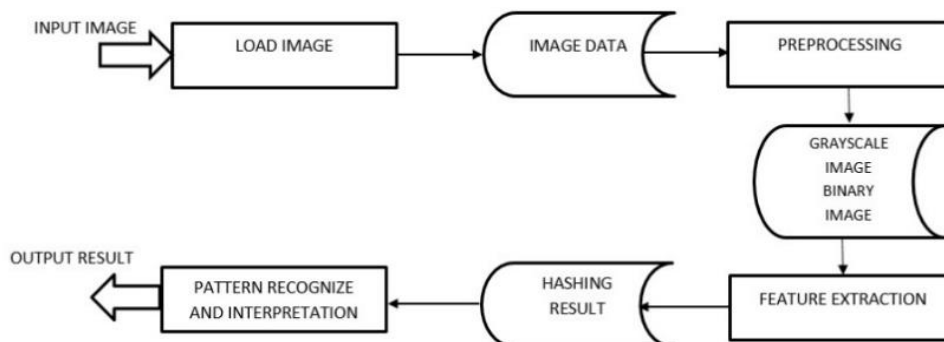 INPUT IMAGE
LOAD IMAGE
IMAGE DATA
PREPROCESSING
GRAYSCALE
IMAGE
BINARY
IMAGE
FEATURE EXTRACTION
HASHING
RESULT
PATTERN RECOGNIZE
AND INTERPRETATION
OUTPUT RESULT